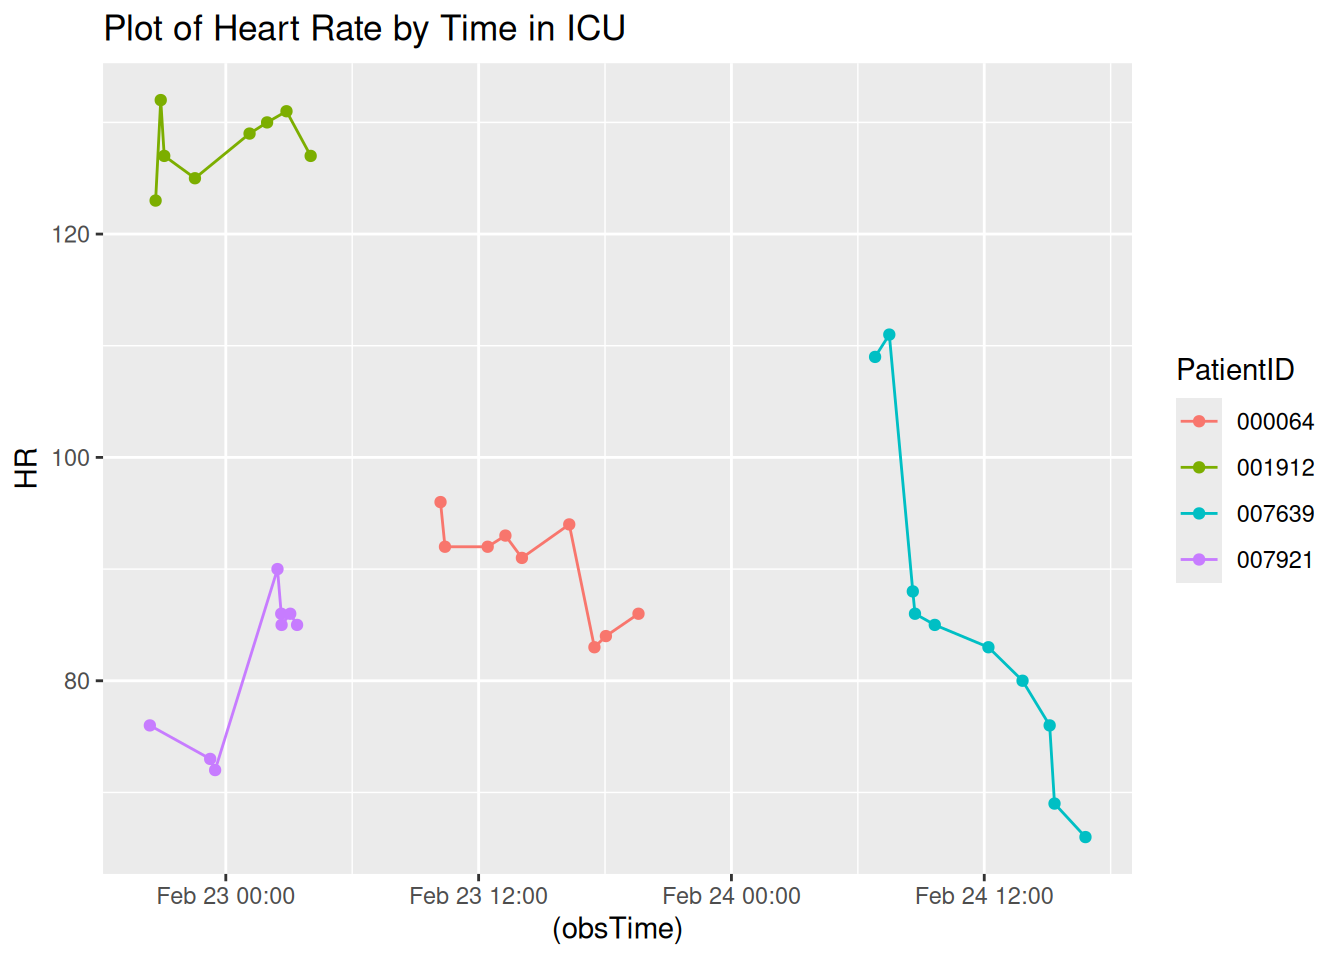 Plot of Heart Rate by Time in ICU
120
100
80
HR
Feb 23 00:00
Feb 23 12:00
Feb 24 00:00
Feb 24 12:00
(obsTime)
PatientID
000064
001912
007639
007921